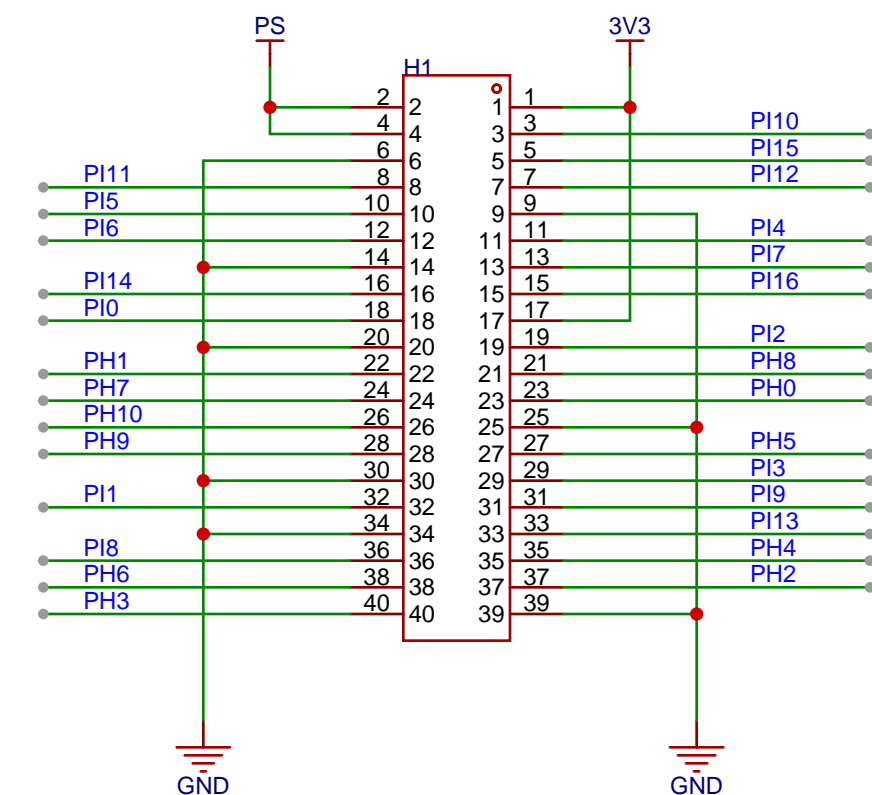 PS 3V3
H1
2 2 1 1
4 4 3 3 PI10
6 6 5 5 PI15
PI11 8 8 7 7 PI12
PI5 10 10 9 9
PI6 12 12 11 11 PI4
14 14 13 13 PI7
PI14 16 16 15 15 PI16
PI0 18 18 17 17
20 20 19 19 PI2
PH1 22 22 21 21 PH8
PH7 24 24 23 23 PH0
PH10 26 26 25 25
PH9 28 28 27 27 PH5
30 30 29 29 PI3
PI1 32 32 31 31 PI9
34 34 33 33 PI13
PI8 36 36 35 35 PH4
PH6 38 38 37 37 PH2
PH3 40 40 39 39
GND GND